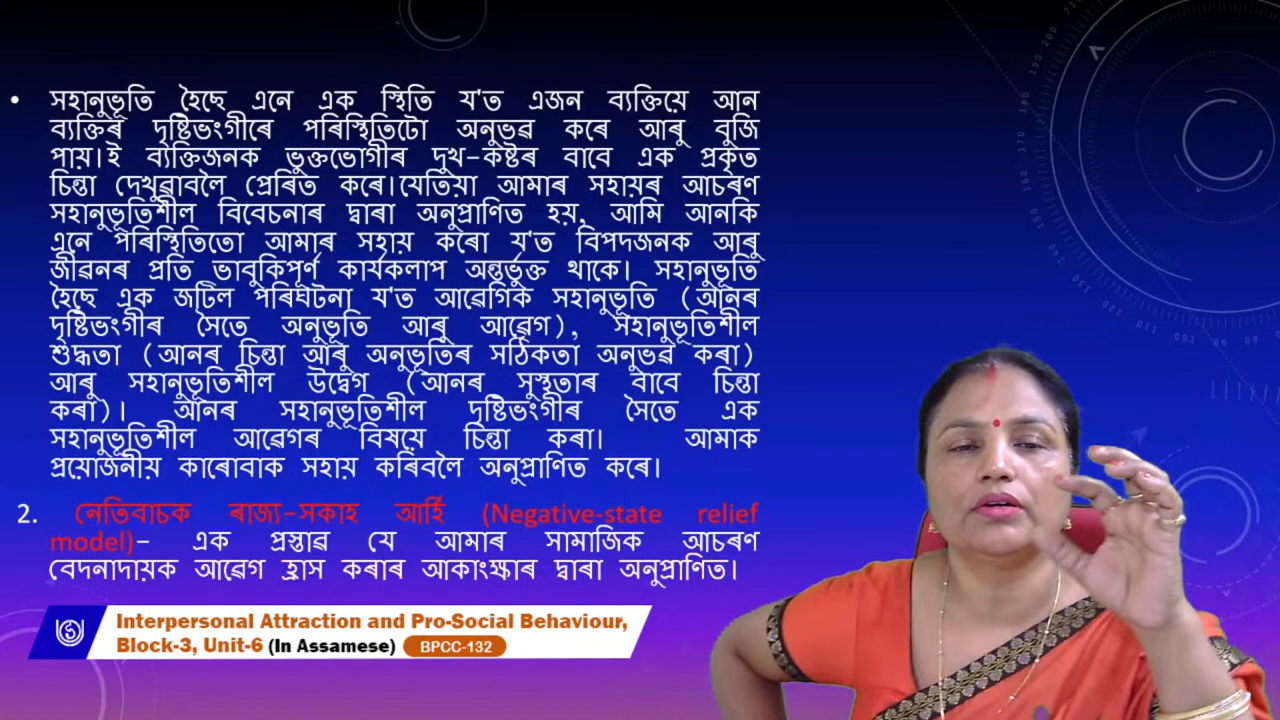 • সহানুভূতি হৈছে এনে এক স্থিতি য'ত এজন ব্যক্তিয়ে আন
ব্যক্তিৰ দৃষ্টিভংগীৰে পৰিস্থিতিটো অনুভৱ কৰে আৰু বুজি
পায়।ই ব্যক্তিজনক ভুক্তভোগীৰ দুখ-কষ্টৰ বাবে এক প্ৰকৃত
চিন্তা দেখুৱাবলৈ প্ৰেৰিত কৰে।যেতিয়া আমাৰ সহায়ৰ আচৰণ
সহানুভূতিশীল বিবেচনাৰ দ্বাৰা অনুপ্ৰাণিত হয়, আমি আনকি
এনে পৰিস্থিতিতো আমাৰ সহায় কৰো য'ত বিপদজনক আৰু
জীৱনৰ প্ৰতি ভাবুকিপূৰ্ণ কাৰ্যকলাপ অন্তৰ্ভুক্ত থাকে। সহানুভূতি
হৈছে এক জটিল পৰিঘটনা য'ত আৱেগিক সহানুভূতি (আনৰ
দৃষ্টিভংগীৰ সৈতে অনুভূতি আৰু আৱেগ), সহানুভূতিশীল
শুদ্ধতা (আনৰ চিন্তা আৰু অনুভূতিৰ সঠিকতা অনুভৱ কৰা)
আৰু সহানুভূতিশীল উদ্বেগ (আনৰ সুস্থতাৰ বাবে চিন্তা
কৰা)। আনৰ সহানুভূতিশীল দৃষ্টিভংগীৰ সৈতে এক
সহানুভূতিশীল আৱেগৰ বিষয়ে চিন্তা কৰা। আমাক
প্ৰয়োজনীয় কাৰোবাক সহায় কৰিবলৈ অনুপ্ৰাণিত কৰে।
2. নেতিবাচক ৰাজ্য-সকাহ আৰ্হি (Negative-state relief
model)- এক প্ৰস্তাৱ যে আমাৰ সামাজিক আচৰণ
বেদনাদায়ক আৱেগ হ্ৰাস কৰাৰ আকাংক্ষাৰ দ্বাৰা অনুপ্ৰাণিত।
Interpersonal Attraction and Pro-Social Behaviour,
Block-3, Unit-6 (In Assamese) BPCC-132